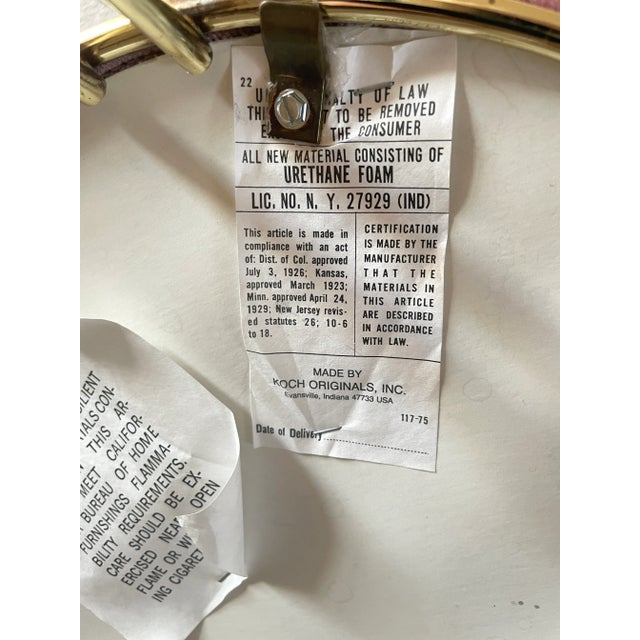 22
OF LAW
TO BE REMOVED
THE CONSUMER
ALL NEW MATERIAL CONSISTING OF
URETHANE FOAM
LIC. NO. N. Y. 27929 (IND)
This article is made in
compliance with an act
of: Dist. of Col. approved
July 3, 1926; Kansas,
approved March 1923;
Minn. approved April 24,
1929; New Jersey revis-
ed statutes 26; 10-6
to 18.
CERTIFICATION
IS MADE BY THE
MANUFACTURER
THAT THE
MATERIALS IN
THIS ARTICLE
ARE DESCRIBED
IN ACCORDANCE
WITH LAW.
MADE BY
KOCH ORIGINALS, INC.
Evansville, Indiana 47733 USA
117-75
Date of Delivery
THIS AR-
MEET CALIFOR-
BUREAU OF HOME
FURNISHINGS FLAMMA-
BILITY REQUIREMENTS.
CARE SHOULD BE EX-
ERCISED NEAR OPEN
FLAME OR
ING